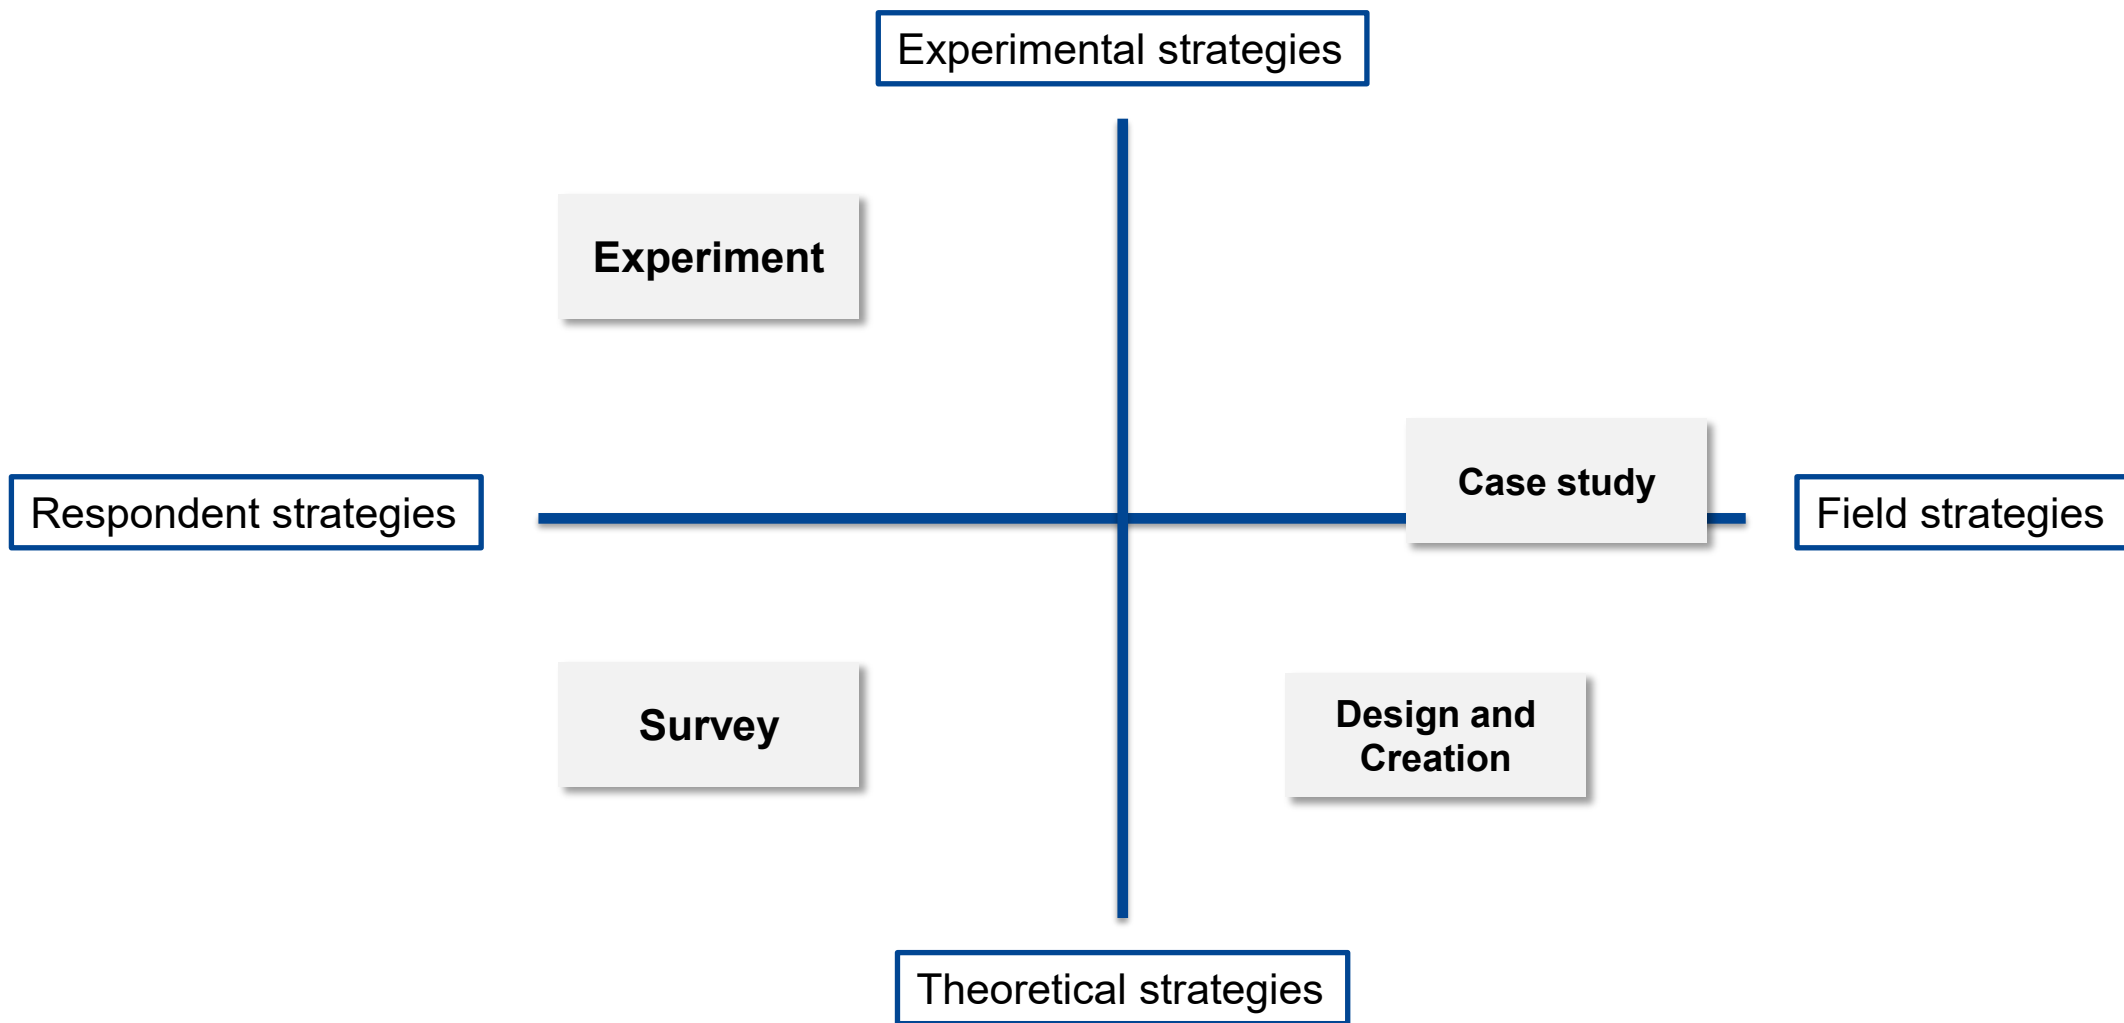 Experimental strategies
Experiment
Case study
Respondent strategies
Field strategies
Survey
Design and
Creation
Theoretical strategies